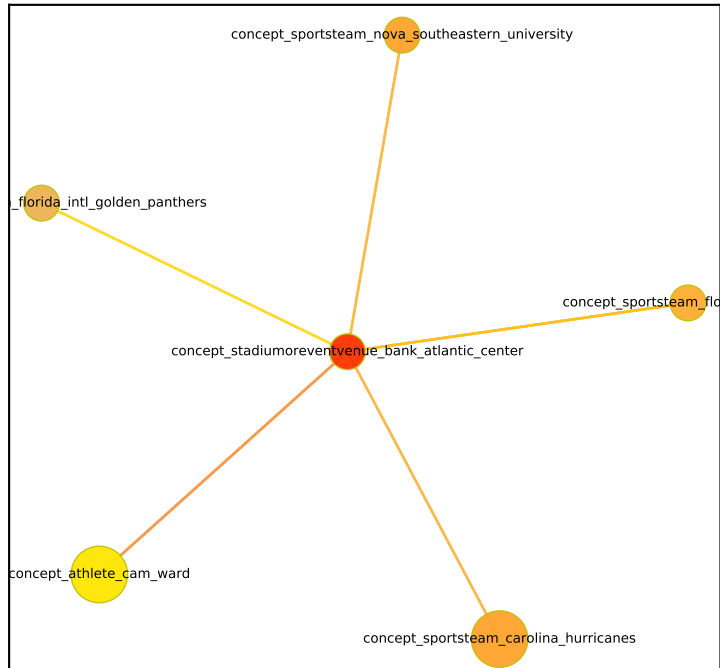 concept_sportsteam_nova_southeastern_university
_florida_intl_golden_panthers
concept_sportsteam_flo
concept_stadiumoreventvenue_bank_atlantic_center
concept_athlete_cam_ward
concept_sportsteam_carolina_hurricanes